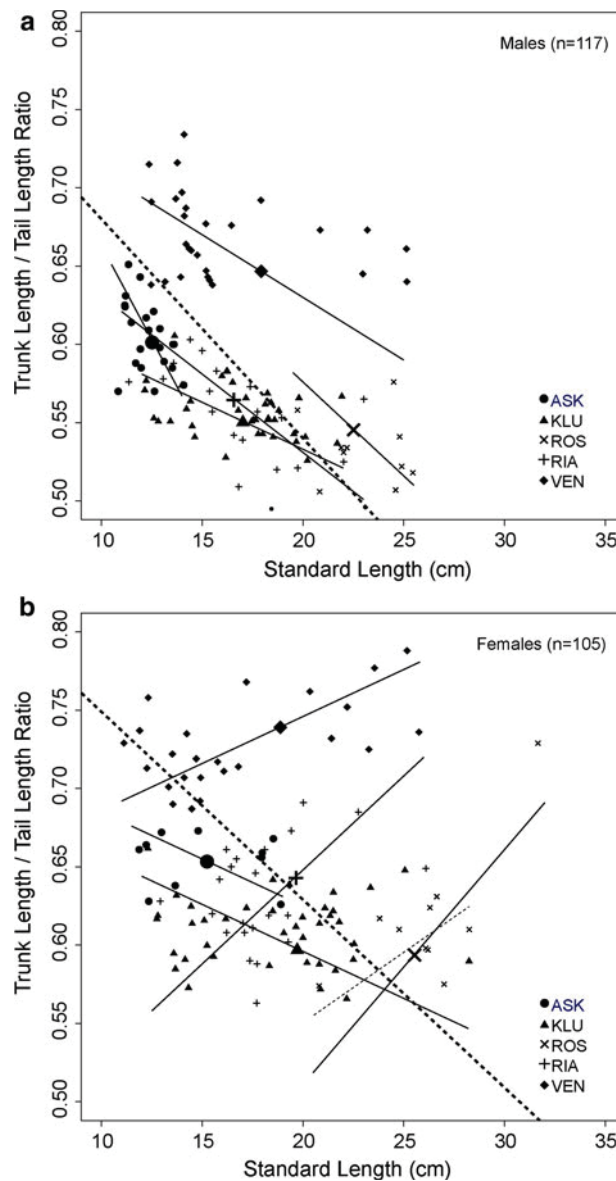 a
Males (n=117)
Trunk Length / Tail Length Ratio
0.80
0.75
0.70
0.65
0.60
0.55
0.50
ASK
KLU
ROS
RIA
VEN
10 15 20 25 30 35
Standard Length (cm)
b
Females (n=105)
Trunk Length / Tail Length Ratio
0.80
0.75
0.70
0.65
0.60
0.55
0.50
ASK
KLU
ROS
RIA
VEN
10 15 20 25 30 35
Standard Length (cm)